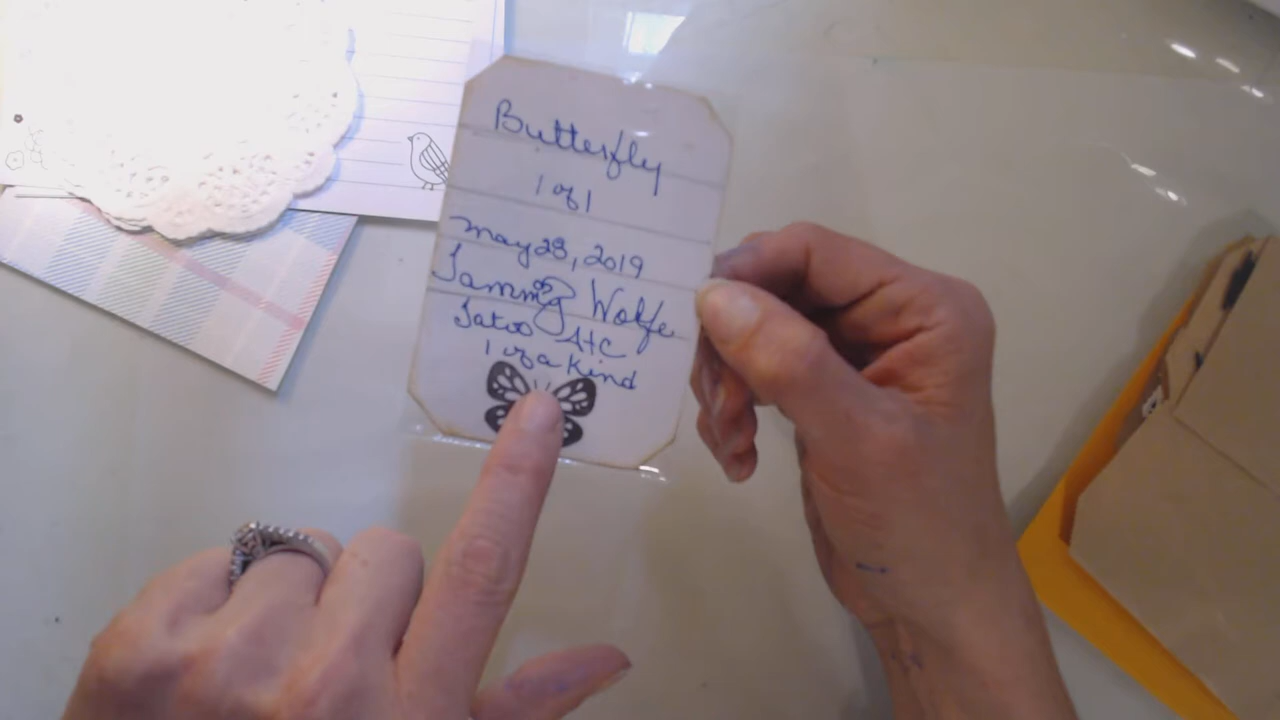 Butterfly
1 of 1
May 28, 2019
Tammy Wolfe
Tatoo Atc
1 of a kind